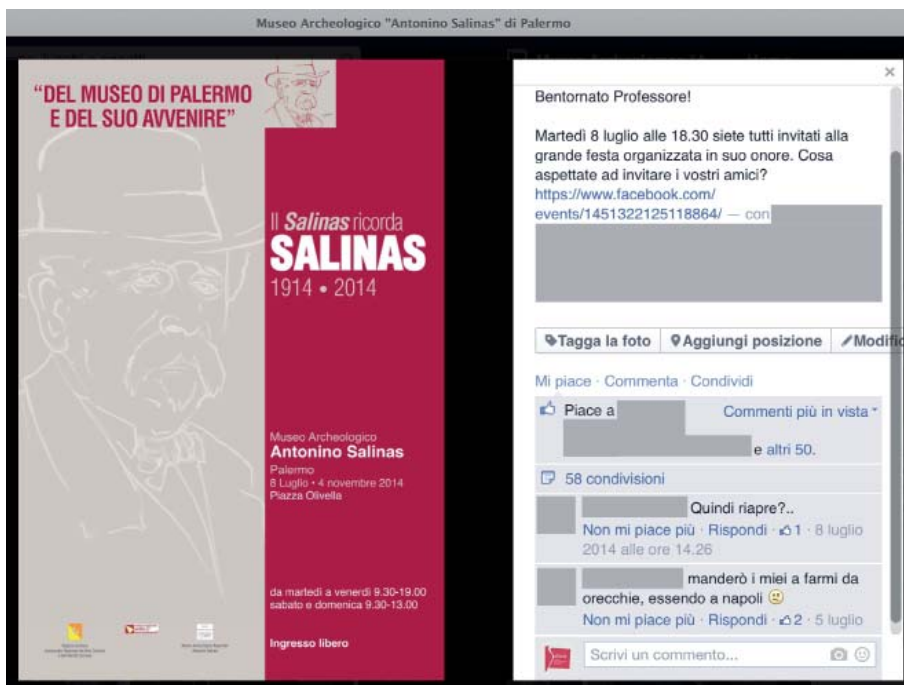 Museo Archeologico "Antonino Salinas" di Palermo
“DEL MUSEO DI PALERMO
E DEL SUO AVVENIRE”
Il Salinas ricorda
SALINAS
1914 • 2014
Museo Archeologico
Antonino Salinas
Palermo
8 Luglio • 4 novembre 2014
Piazza Olivella
da martedì a venerdì 9.30-19.00
sabato e domenica 9.30-13.00
Ingresso libero
Bentornato Professore!
Martedì 8 luglio alle 18.30 siete tutti invitati alla
grande festa organizzata in suo onore. Cosa
aspettate ad invitare i vostri amici?
https://www.facebook.com/
events/1451322125118864/ — con
Tagga la foto Aggiungi posizione Modific
Mi piace · Commenta · Condividi
Piace a Commenti più in vista
e altri 50.
58 condivisioni
Quindi riapre?..
Non mi piace più · Rispondi · 1 · 8 luglio
2014 alle ore 14.26
manderò i miei a farmi da
orecchie, essendo a napoli
Non mi piace più · Rispondi · 2 · 5 luglio
Scrivi un commento...